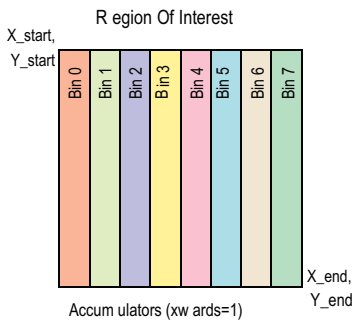 R egion Of Interest
X_start,
Y_start
Bin 0
Bin 1
Bin 2
B in 3
Bin 4
Bin 5
Bin 6
Bin 7
X_end,
Y_end
Accum ulators (xw ards=1)